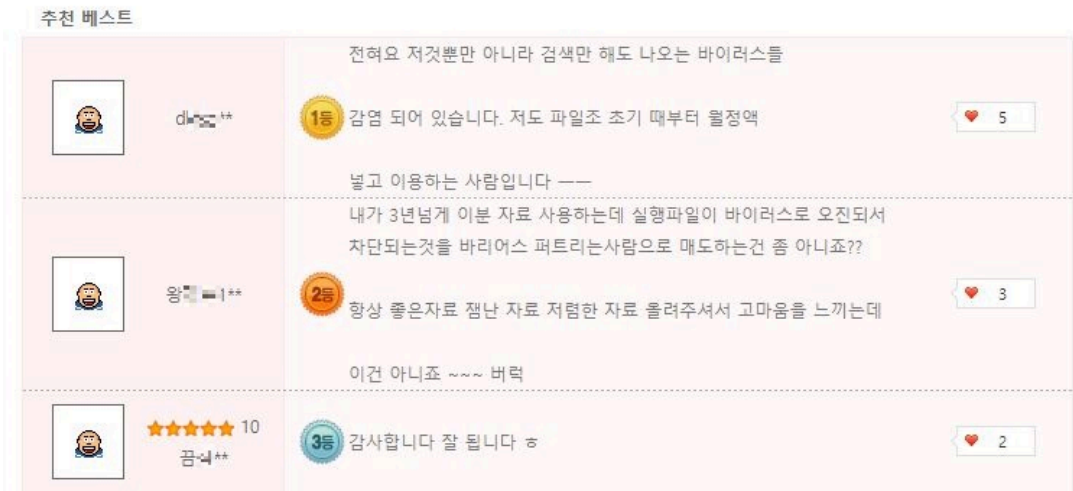 추천 베스트
전혀요 저것뿐만 아니라 검색만 해도 나오는 바이러스들
1등 감염 되어 있습니다. 저도 파일조 초기 때부터 월정액
넣고 이용하는 사람입니다 ㅡㅡ
5
내가 3년넘게 이분 자료 사용하는데 실행파일이 바이러스로 오진되서
차단되는것을 바리어스 퍼트리는사람으로 매도하는건 좀 아니죠??
2등 항상 좋은자료 잼난 자료 저렴한 자료 올려주셔서 고마움을 느끼는데
이건 아니죠 ~~~ 버럭
3
10
3등 감사합니다 잘 됩니다 ㅎ
2